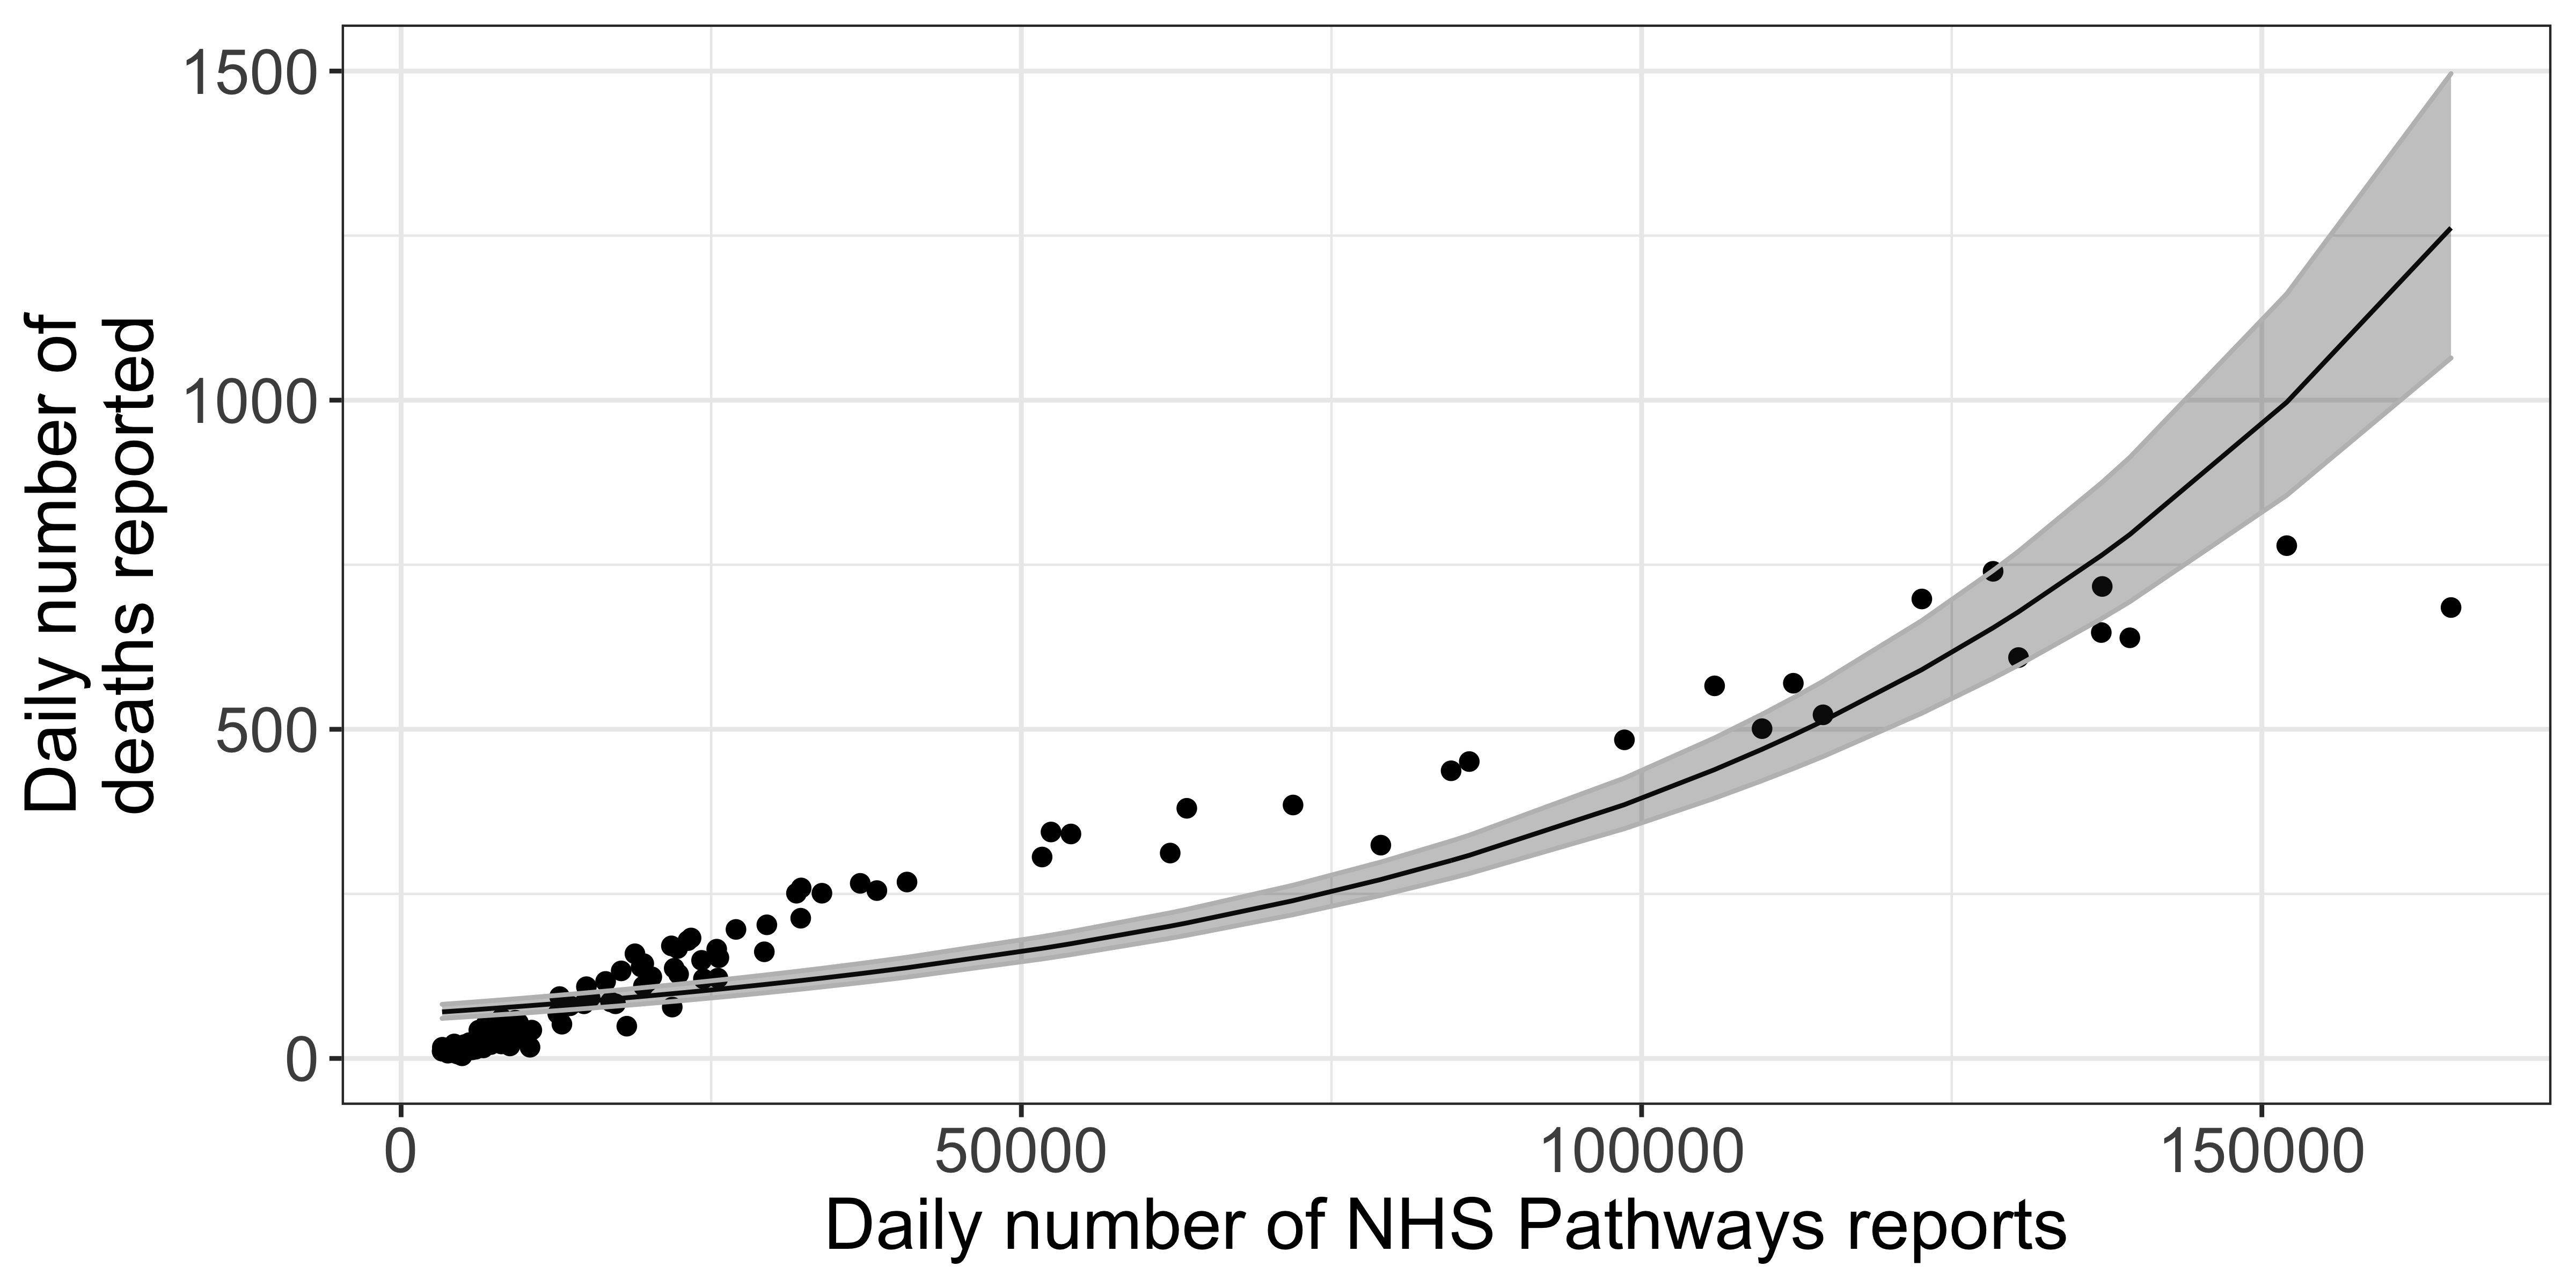 Daily number of
deaths reported
1500
1000
500
0
0 50000 100000 150000
Daily number of NHS Pathways reports